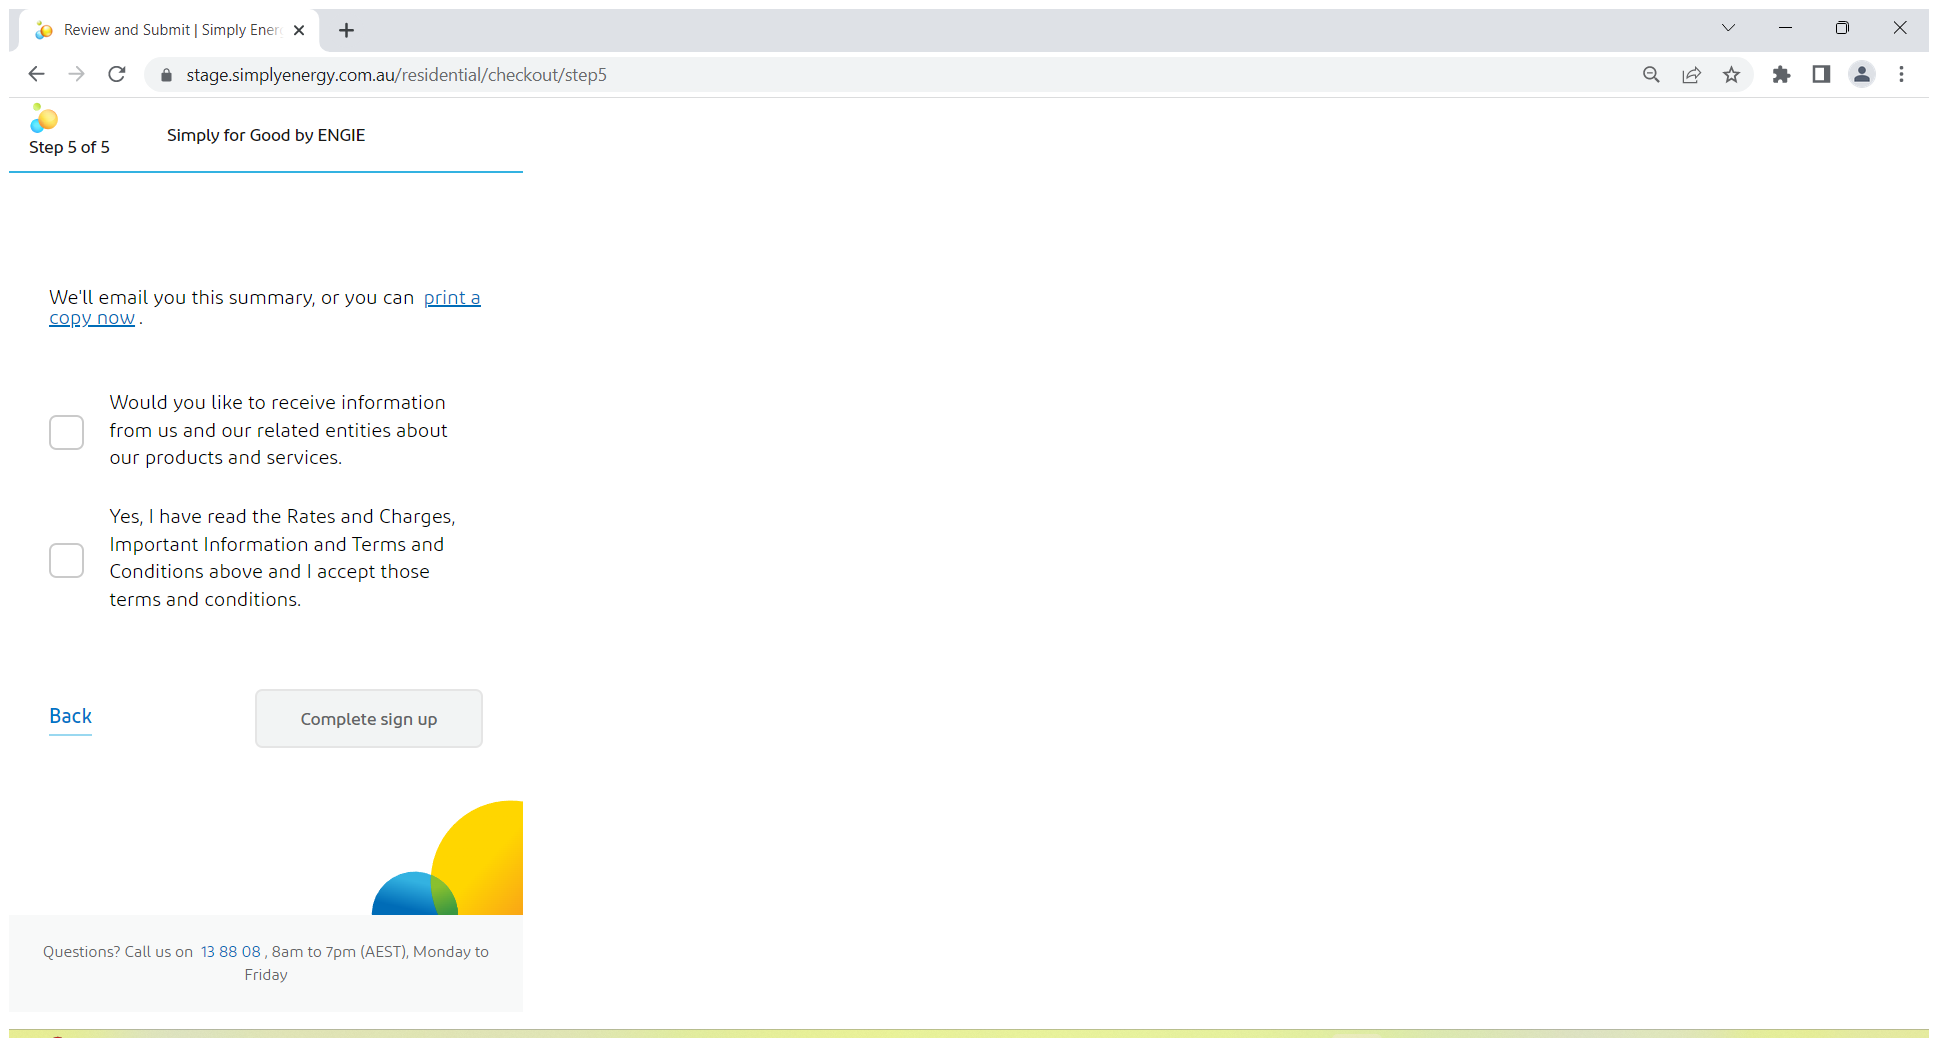 Review and Submit | Simply Ener
stage.simplyenergy.com.au/residential/checkout/step5
Step 5 of 5
Simply for Good by ENGIE
We'll email you this summary, or you can print a
copy now .
Would you like to receive information
from us and our related entities about
our products and services.
Yes, I have read the Rates and Charges,
Important Information and Terms and
Conditions above and I accept those
terms and conditions.
Back
Complete sign up
Questions? Call us on 13 88 08 , 8am to 7pm (AEST), Monday to
Friday